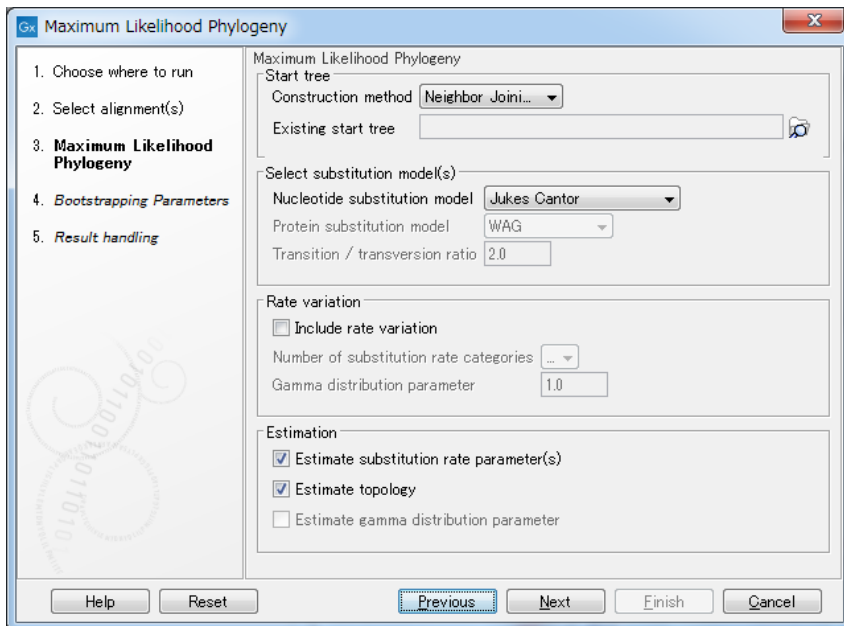 Gx Maximum Likelihood Phylogeny
1. Choose where to run
2. Select alignment(s)
3. Maximum Likelihood
Phylogeny
4. Bootstrapping Parameters
5. Result handling
Maximum Likelihood Phylogeny
Start tree
Construction method Neighbor Joini...
Existing start tree
Select substitution model(s)
Nucleotide substitution model Jukes Cantor
Protein substitution model WAG
Transition / transversion ratio 2.0
Rate variation
Include rate variation
Number of substitution rate categories ...
Gamma distribution parameter 1.0
Estimation
Estimate substitution rate parameter(s)
Estimate topology
Estimate gamma distribution parameter
Help Reset Previous Next Finish Cancel